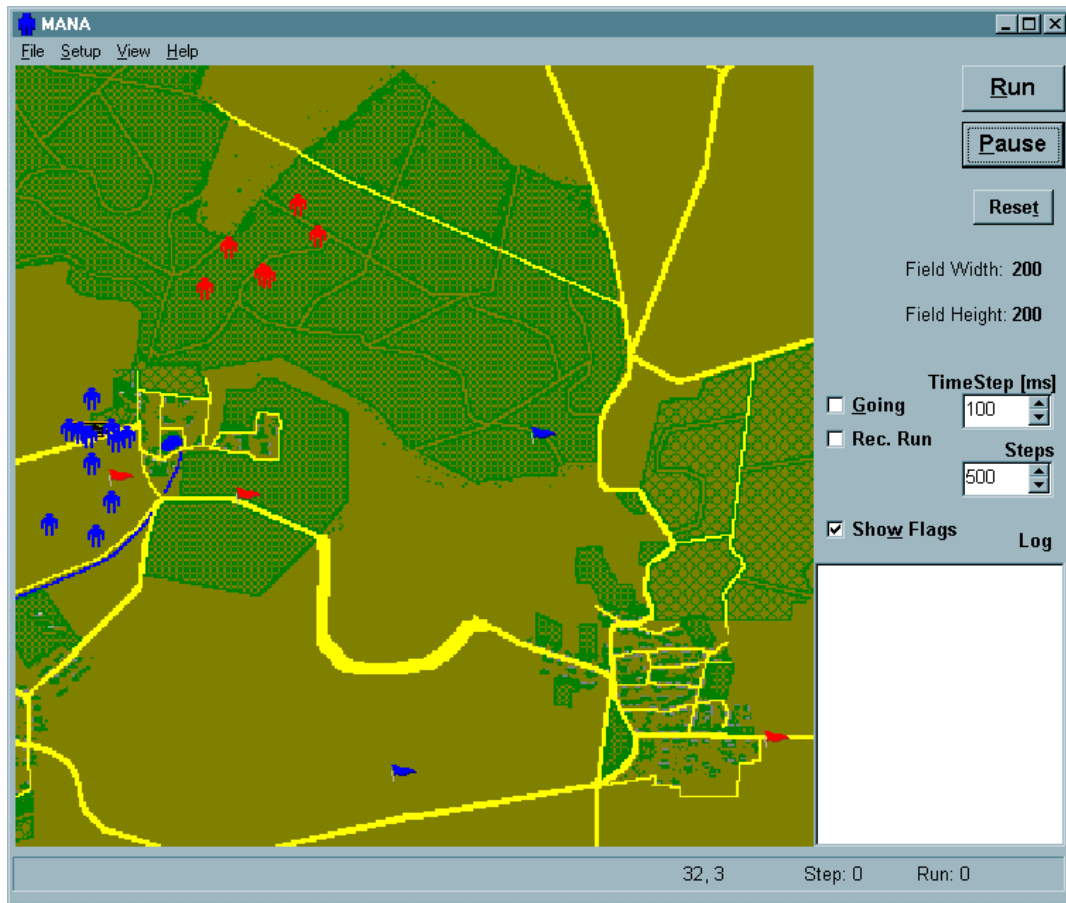 MANA
File Setup View Help
Run
Pause
Reset
Field Width: 200
Field Height: 200
TimeStep [ms]
Going
100
Rec. Run
Steps
500
Show Flags
Log
32, 3 Step: 0 Run: 0